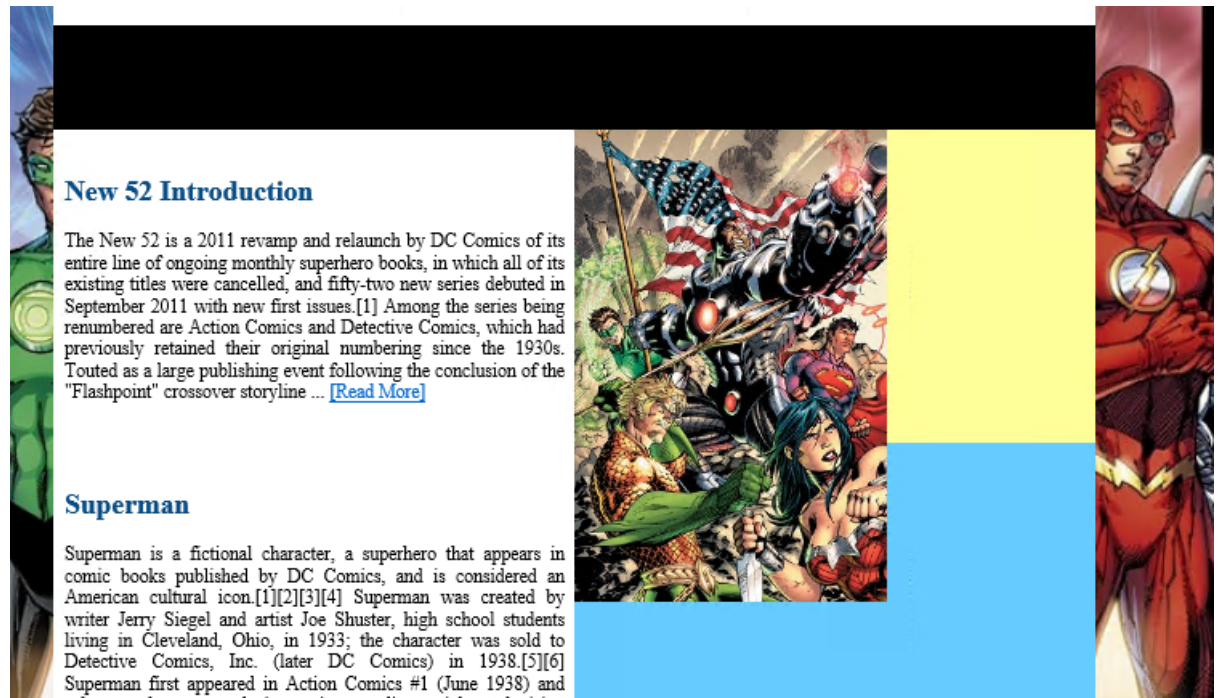 New 52 Introduction
The New 52 is a 2011 revamp and relaunch by DC Comics of its
entire line of ongoing monthly superhero books, in which all of its
existing titles were cancelled, and fifty-two new series debuted in
September 2011 with new first issues.[1] Among the series being
renumbered are Action Comics and Detective Comics, which had
previously retained their original numbering since the 1930s.
Touted as a large publishing event following the conclusion of the
"Flashpoint" crossover storyline ... [Read More]
Superman
Superman is a fictional character, a superhero that appears in
comic books published by DC Comics, and is considered an
American cultural icon.[1][2][3][4] Superman was created by
writer Jerry Siegel and artist Joe Shuster, high school students
living in Cleveland, Ohio, in 1933; the character was sold to
Detective Comics, Inc. (later DC Comics) in 1938.[5][6]
Superman first appeared in Action Comics #1 (June 1938) and